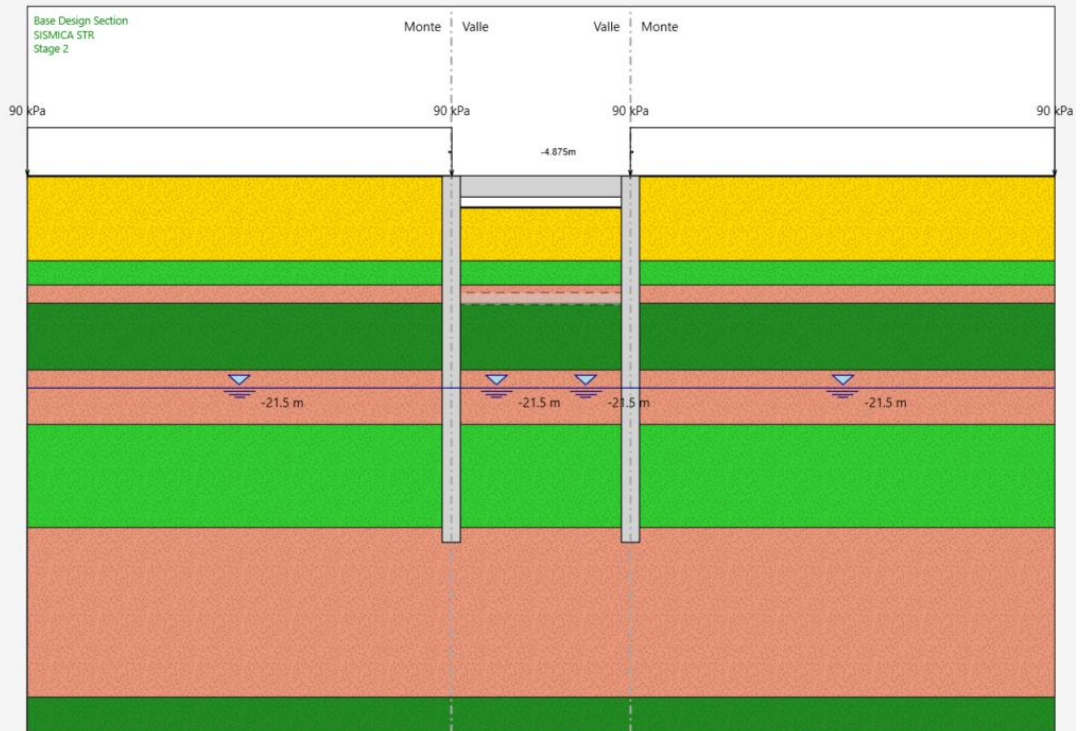 Base Design Section
SISMICA STR
Stage 2
Monte
Valle
Valle
Monte
90 kPa
90 kPa
90 kPa
90 kPa
-4.875m
-21.5 m
-21.5 m
-21.5 m
-21.5 m